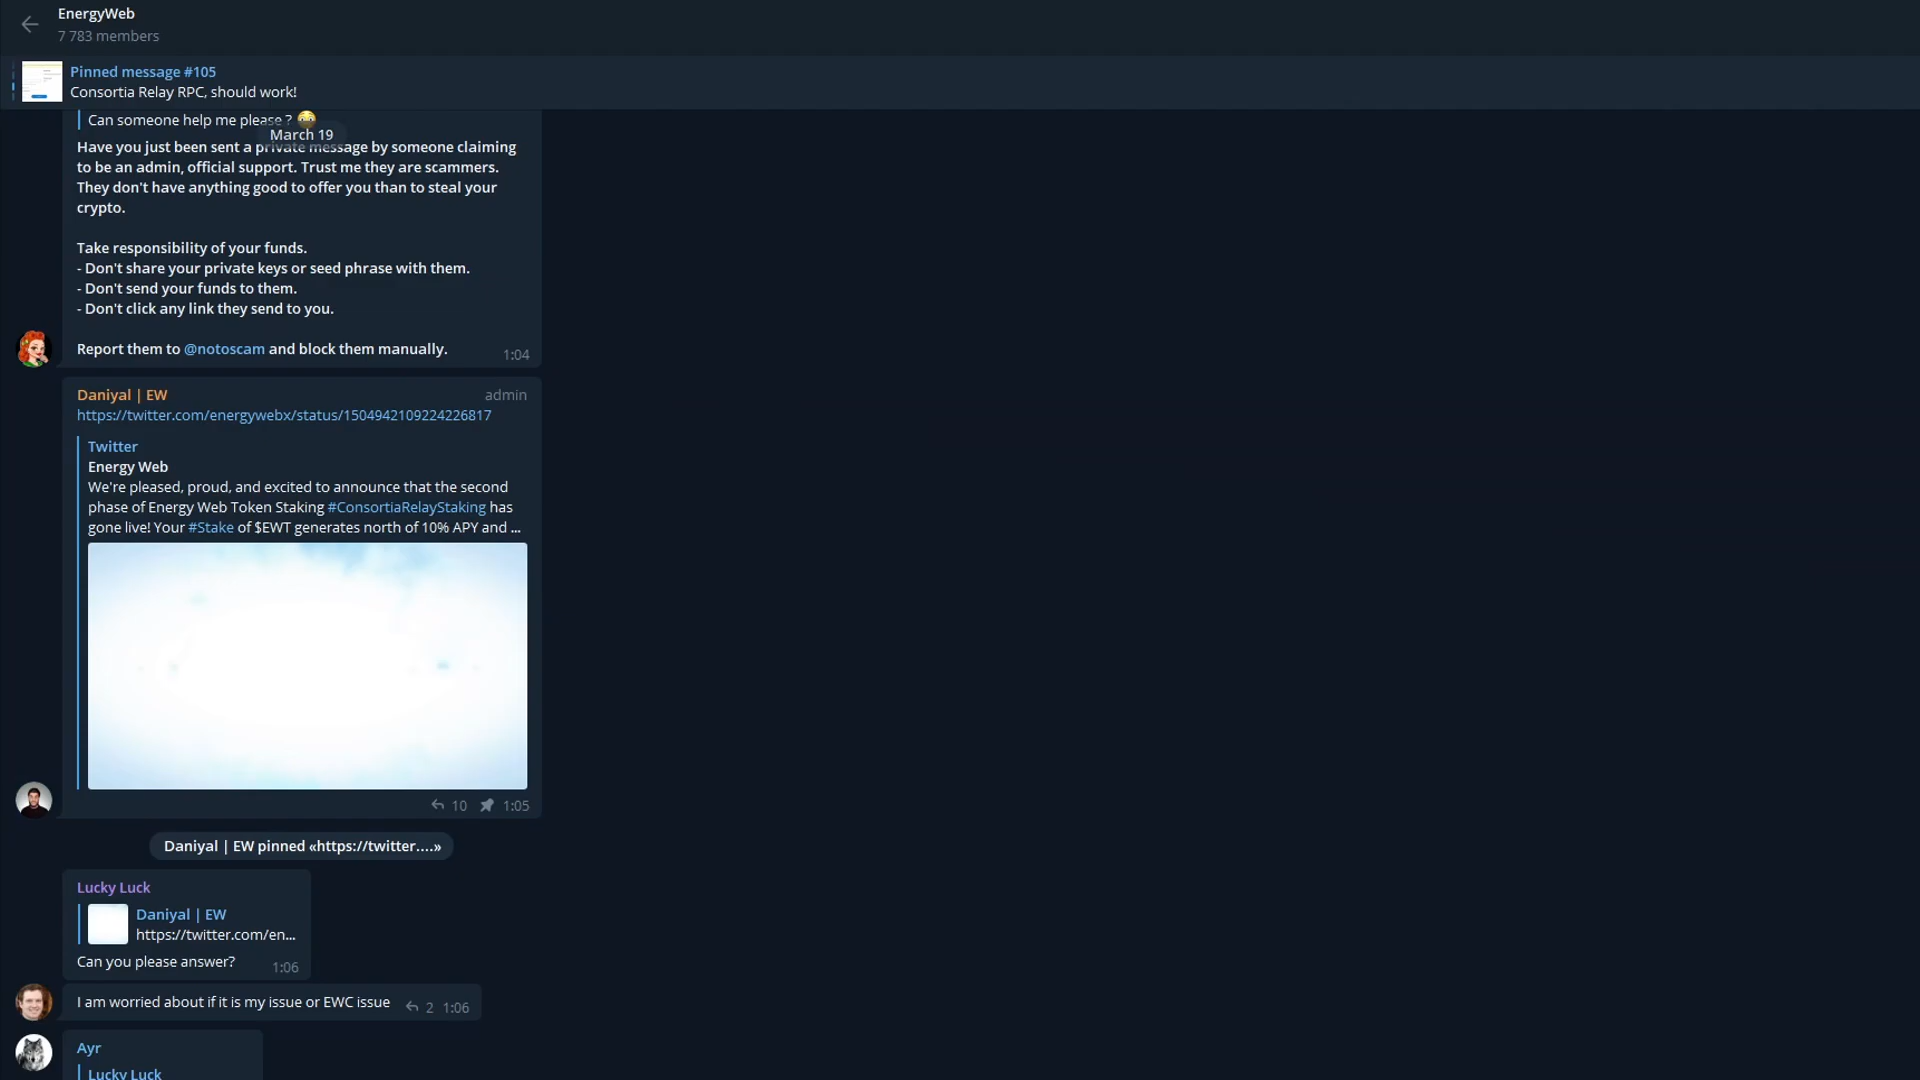 EnergyWeb
7 783 members
Pinned message #105
Consortia Relay RPC, should work!
Can someone help me please ? 😳
March 19
Have you just been sent a private message by someone claiming
to be an admin, official support. Trust me they are scammers.
They don't have anything good to offer you than to steal your
crypto.
Take responsibility of your funds.
- Don't share your private keys or seed phrase with them.
- Don't send your funds to them.
- Don't click any link they send to you.
Report them to @notoscam and block them manually.
1:04
Daniyal | EW admin
https://twitter.com/energywebx/status/1504942109224226817
Twitter
Energy Web
We're pleased, proud, and excited to announce that the second
phase of Energy Web Token Staking #ConsortiaRelayStaking has
gone live! Your #Stake of $EWT generates north of 10% APY and ...
10 1:05
Daniyal | EW pinned «https://twitter....»
Lucky Luck
Daniyal | EW
https://twitter.com/en...
Can you please answer? 1:06
I am worried about if it is my issue or EWC issue 2 1:06
Ayr
Lucky Luck